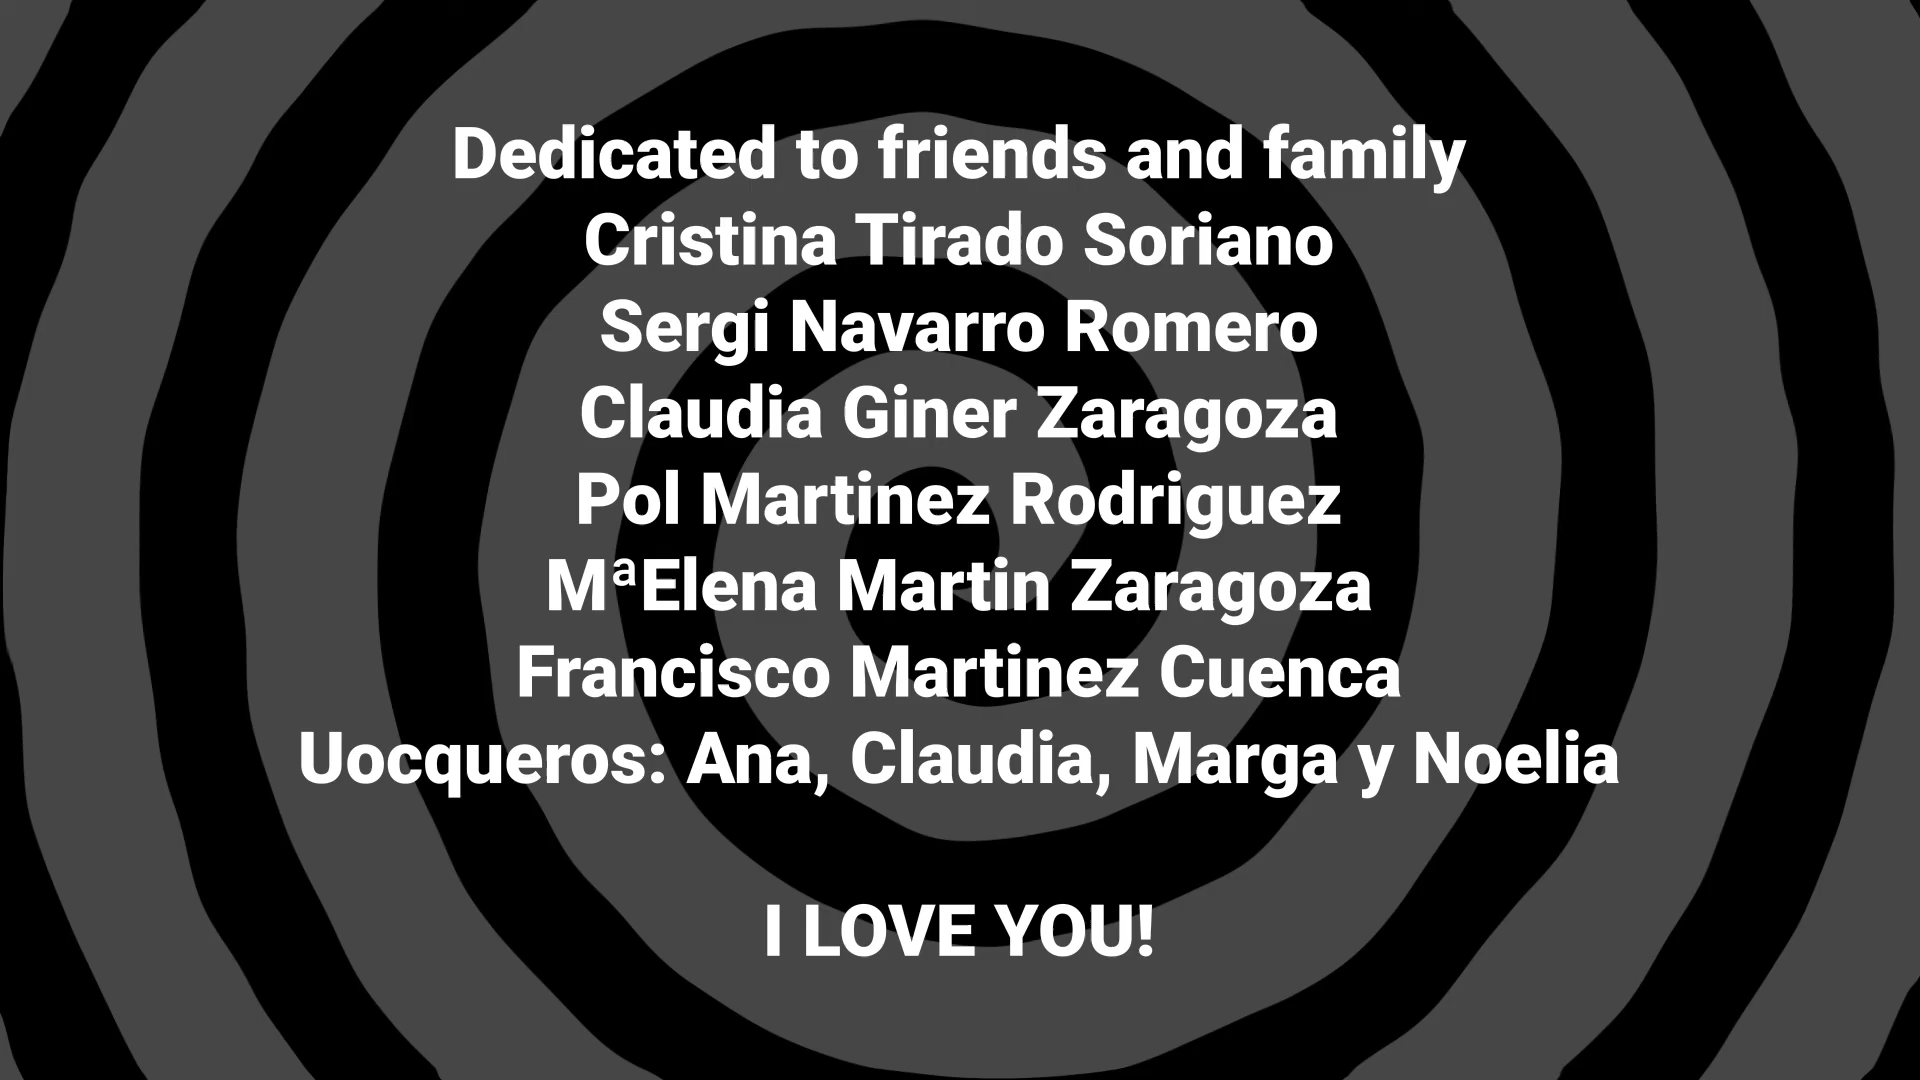 Dedicated to friends and family
Cristina Tirado Soriano
Sergi Navarro Romero
Claudia Giner Zaragoza
Pol Martinez Rodriguez
MªElena Martin Zaragoza
Francisco Martinez Cuenca
Uocqueros: Ana, Claudia, Marga y Noelia
I LOVE YOU!